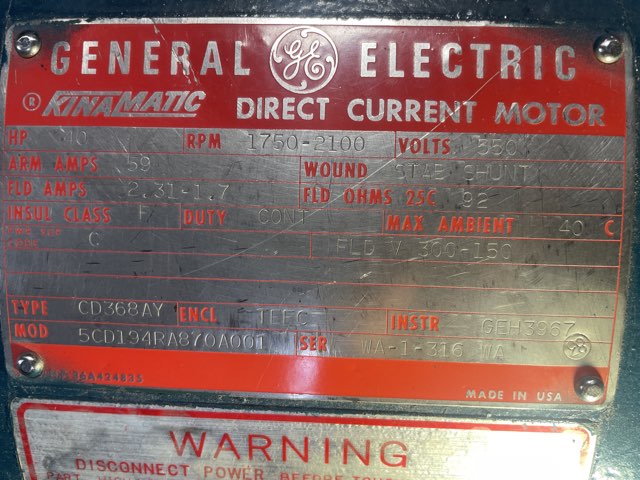 GENERAL GE ELECTRIC
® KINAMATIC DIRECT CURRENT MOTOR
HP 40 RPM 1750-2100 VOLTS 550
ARM AMPS 59 WOUND STAB SHUNT
FLD AMPS 2.31-1.7 FLD OHMS 25C 92
INSUL CLASS F DUTY CONT MAX AMBIENT 40 C
C FLD V 300-150
TYPE CD368AY ENCL TEFC INSTR GEH3967
MOD 5CD194RA870A001 SER WA-1-316 WA
MADE IN USA
WARNING
DISCONNECT POWER BEFORE